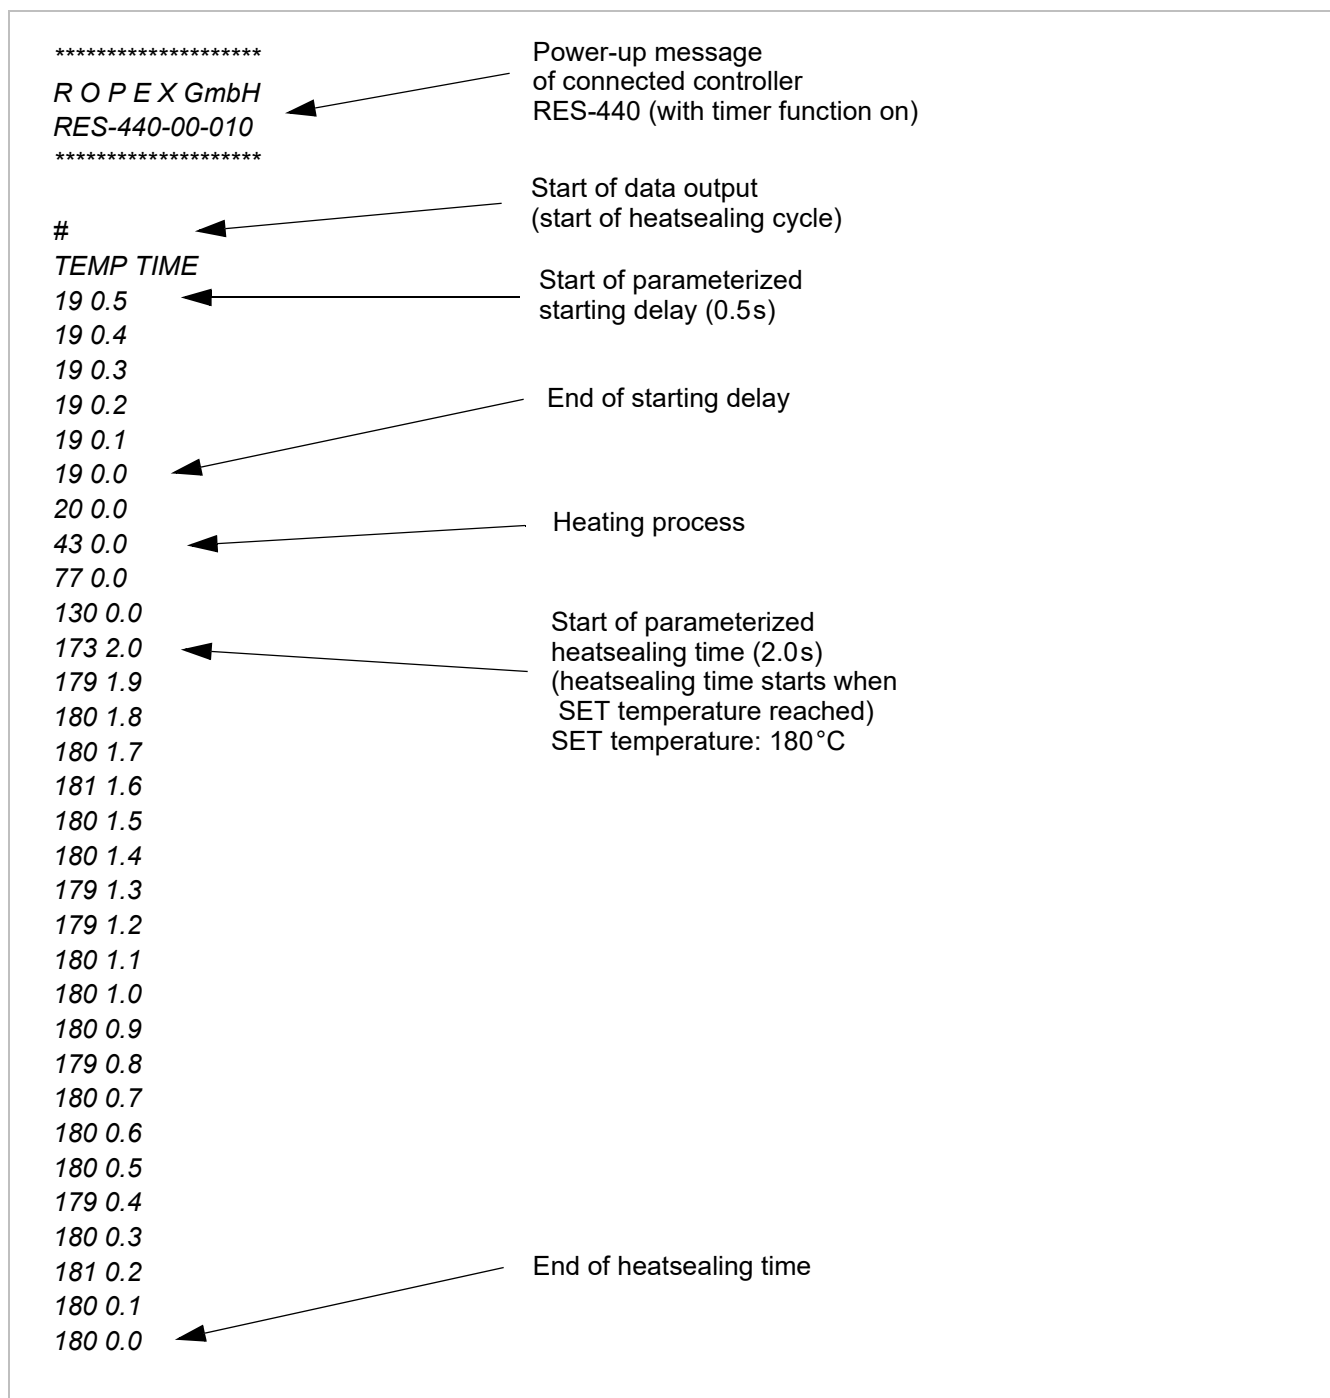 ********************
R O P E X GmbH
RES-440-00-010
********************
Power-up message
of connected controller
RES-440 (with timer function on)
Start of data output
(start of heatsealing cycle)
#
TEMP TIME
19 0.5
Start of parameterized
starting delay (0.5s)
19 0.4
19 0.3
19 0.2
19 0.1
19 0.0
End of starting delay
20 0.0
43 0.0
Heating process
77 0.0
130 0.0
173 2.0
Start of parameterized
heatsealing time (2.0s)
(heatsealing time starts when
SET temperature reached)
SET temperature: 180°C
179 1.9
180 1.8
180 1.7
181 1.6
180 1.5
180 1.4
179 1.3
179 1.2
180 1.1
180 1.0
180 0.9
179 0.8
180 0.7
180 0.6
180 0.5
179 0.4
180 0.3
181 0.2
180 0.1
180 0.0
End of heatsealing time